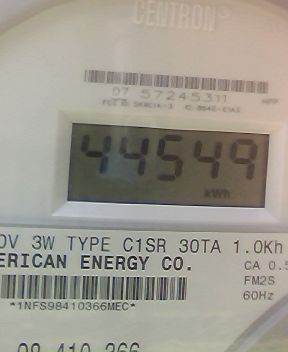 CENTRON®
07 57245311
44549
kWh
0V 3W TYPE C1SR 30TA 1.0Kh
ERICAN ENERGY CO.
CA 0.5
FM2S
60Hz
*1NFS98410366MEC*
98 410 366